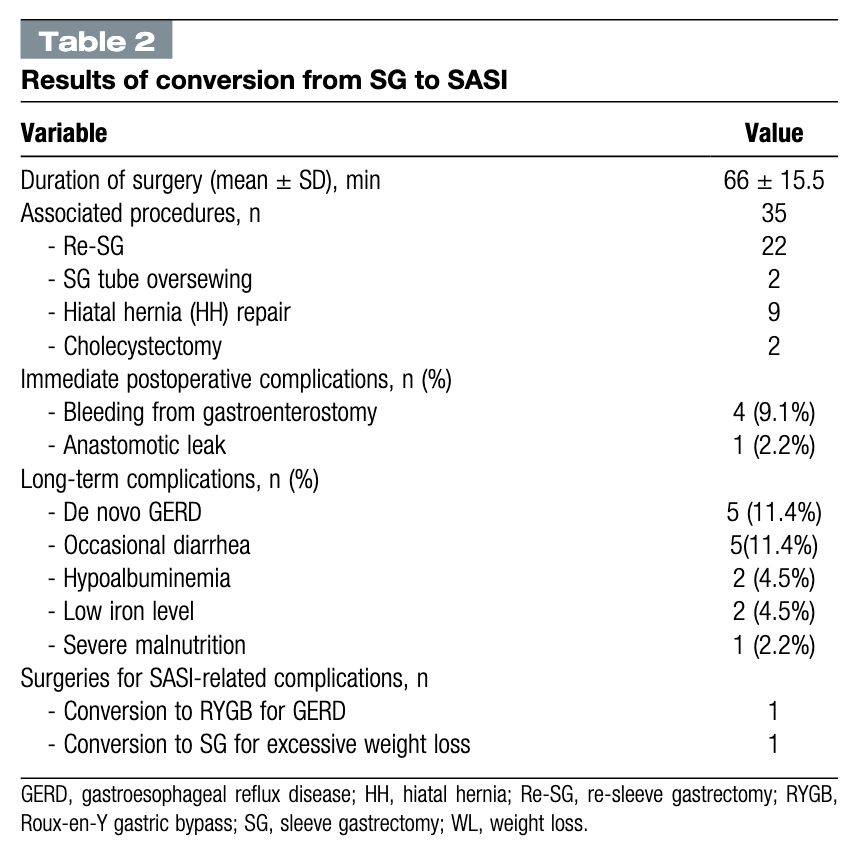 Table 2
Results of conversion from SG to SASI
Variable Value
Duration of surgery (mean ± SD), min 66 ± 15.5
Associated procedures, n 35
- Re-SG 22
- SG tube oversewing 2
- Hiatal hernia (HH) repair 9
- Cholecystectomy 2
Immediate postoperative complications, n (%)
- Bleeding from gastroenterostomy 4 (9.1%)
- Anastomotic leak 1 (2.2%)
Long-term complications, n (%)
- De novo GERD 5 (11.4%)
- Occasional diarrhea 5(11.4%)
- Hypoalbuminemia 2 (4.5%)
- Low iron level 2 (4.5%)
- Severe malnutrition 1 (2.2%)
Surgeries for SASI-related complications, n
- Conversion to RYGB for GERD 1
- Conversion to SG for excessive weight loss 1
GERD, gastroesophageal reflux disease; HH, hiatal hernia; Re-SG, re-sleeve gastrectomy; RYGB,
Roux-en-Y gastric bypass; SG, sleeve gastrectomy; WL, weight loss.